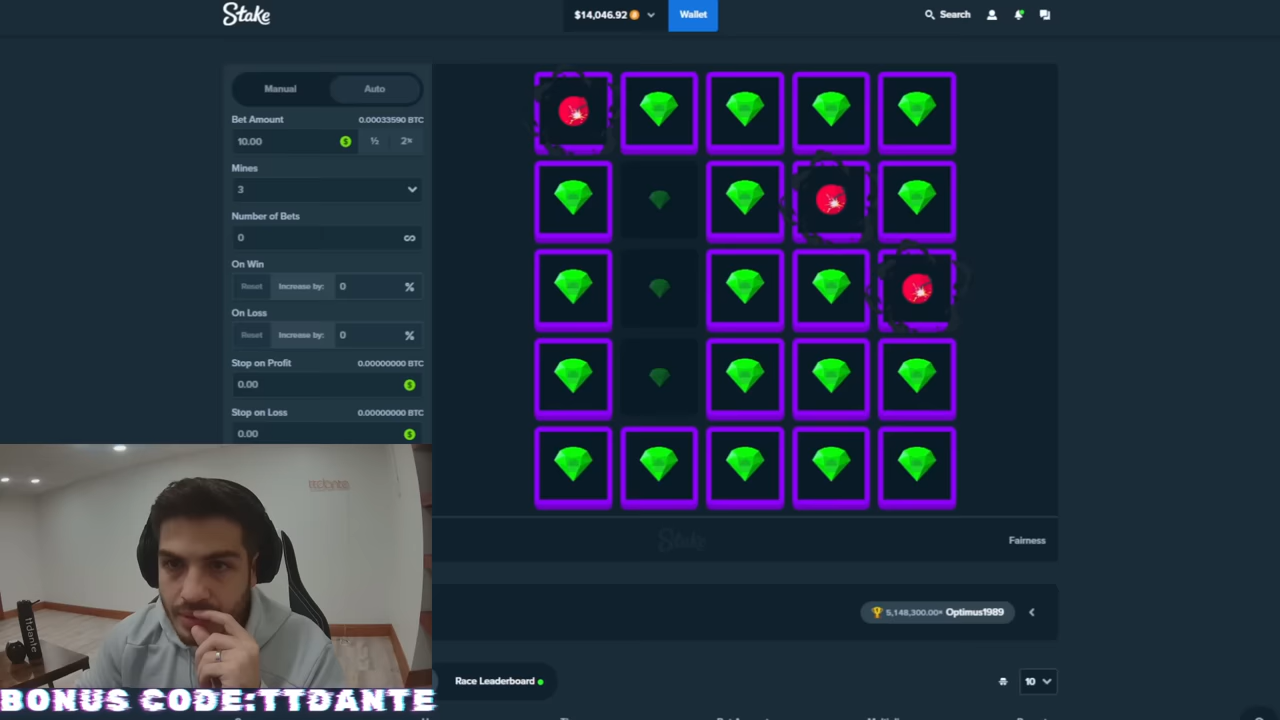 Stake
$14,046.92
Wallet
Search
Manual
Auto
Bet Amount
0.00033590 BTC
10.00
½
2×
Mines
3
Number of Bets
0
On Win
Reset
Increase by:
0
%
On Loss
Reset
Increase by:
0
%
Stop on Profit
0.00000000 BTC
0.00
Stop on Loss
0.00000000 BTC
0.00
Stake
Fairness
5,148,300.00× Optimus1989
Race Leaderboard
10
ttdante
BONUS CODE:TTDANTE